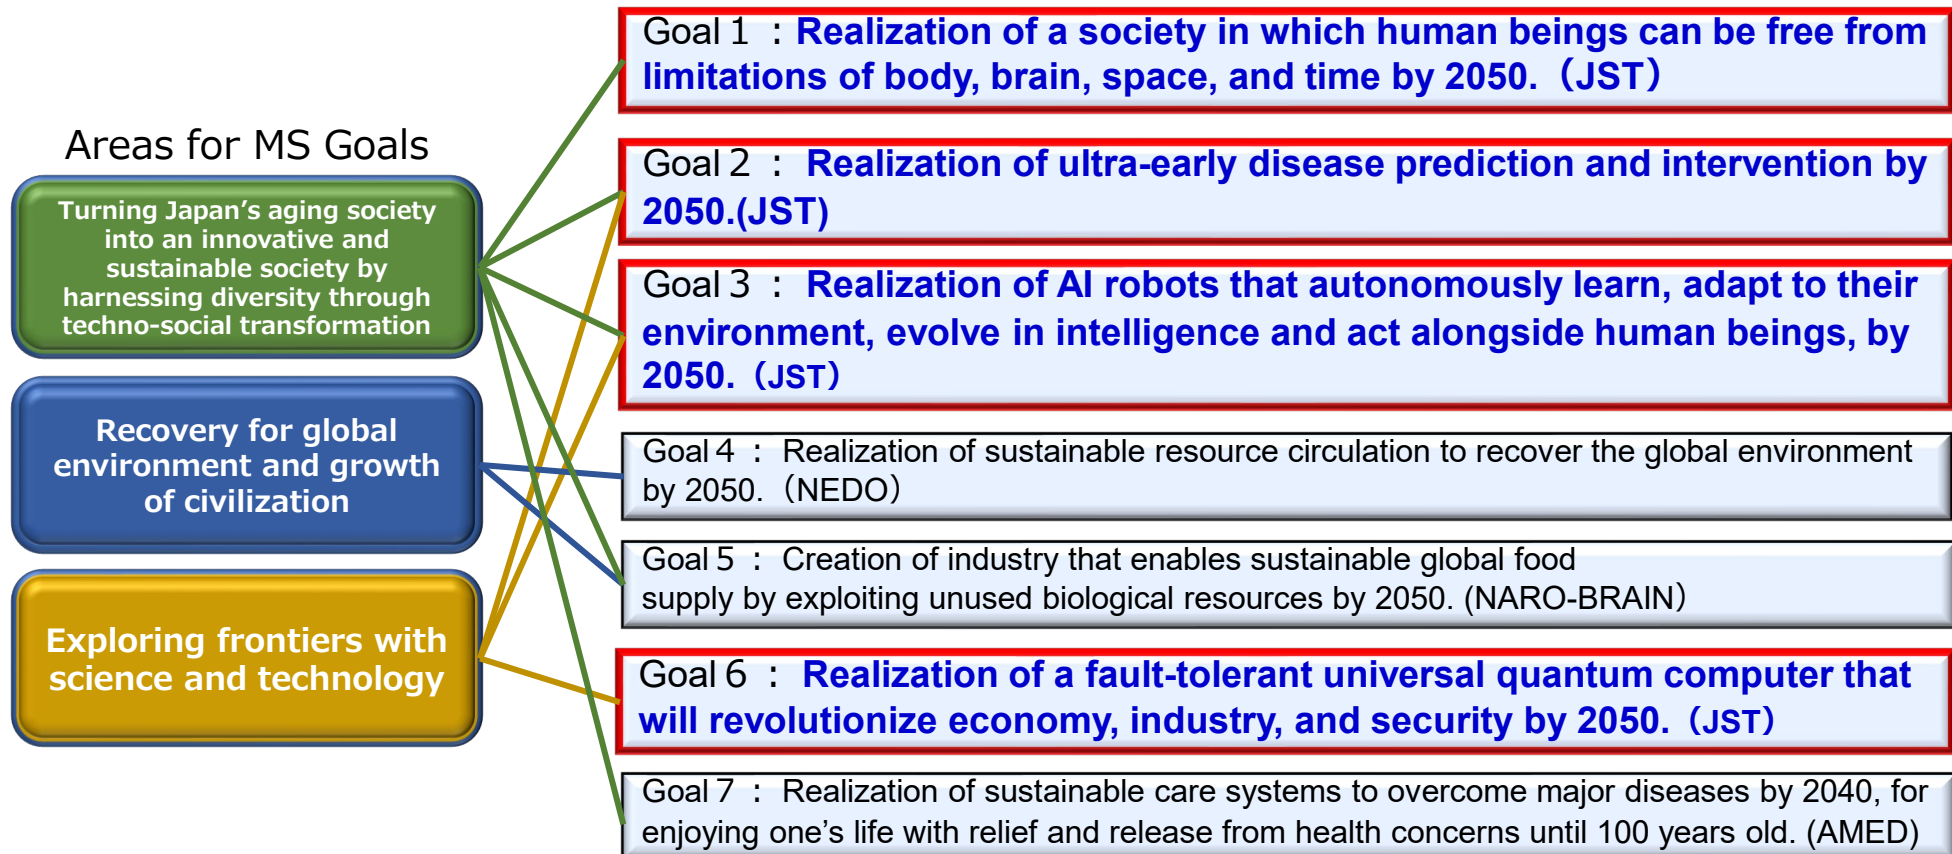 Areas for MS Goals
Turning Japan’s aging society
into an innovative and
sustainable society by
harnessing diversity through
techno-social transformation
Recovery for global
environment and growth
of civilization
Exploring frontiers with
science and technology
Goal 1 : Realization of a society in which human beings can be free from
limitations of body, brain, space, and time by 2050.（JST）
Goal 2 : Realization of ultra-early disease prediction and intervention by
2050.(JST)
Goal 3 : Realization of AI robots that autonomously learn, adapt to their
environment, evolve in intelligence and act alongside human beings, by
2050.（JST）
Goal 4 : Realization of sustainable resource circulation to recover the global environment
by 2050.（NEDO）
Goal 5 : Creation of industry that enables sustainable global food
supply by exploiting unused biological resources by 2050. (NARO-BRAIN）
Goal 6 : Realization of a fault-tolerant universal quantum computer that
will revolutionize economy, industry, and security by 2050.（JST）
Goal 7 : Realization of sustainable care systems to overcome major diseases by 2040, for
enjoying one’s life with relief and release from health concerns until 100 years old. (AMED)